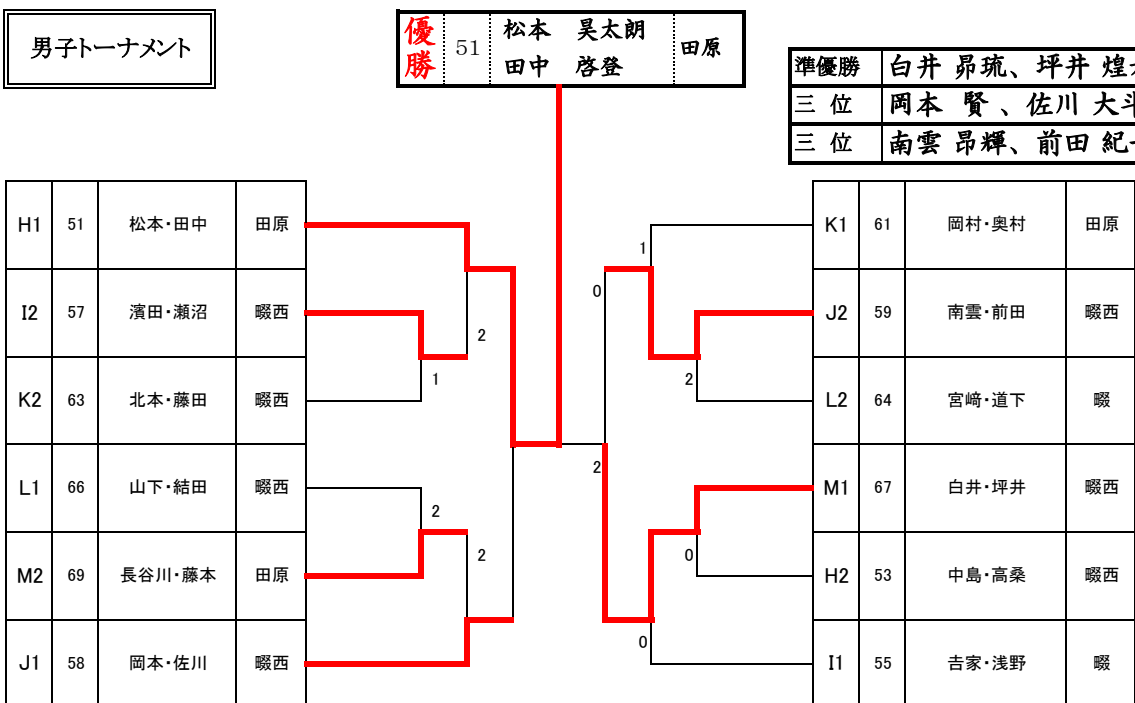 男子トーナメント
優勝 51 松本 昊太朗 田中 啓登 田原
準優勝 白井 昴琉、坪井 煌
三 位 岡本 賢 、佐川 大斗
三 位 南雲 昂輝、前田 紀
H1 51 松本・田中 田原
I2 57 濱田・瀬沼 畷西
K2 63 北本・藤田 畷西
L1 66 山下・結田 畷西
M2 69 長谷川・藤本 田原
J1 58 岡本・佐川 畷西
2
1
2
2
0
2
1
2
0
0
K1 61 岡村・奥村 田原
J2 59 南雲・前田 畷西
L2 64 宮﨑・道下 畷
M1 67 白井・坪井 畷西
H2 53 中島・高桑 畷西
I1 55 吉家・浅野 畷